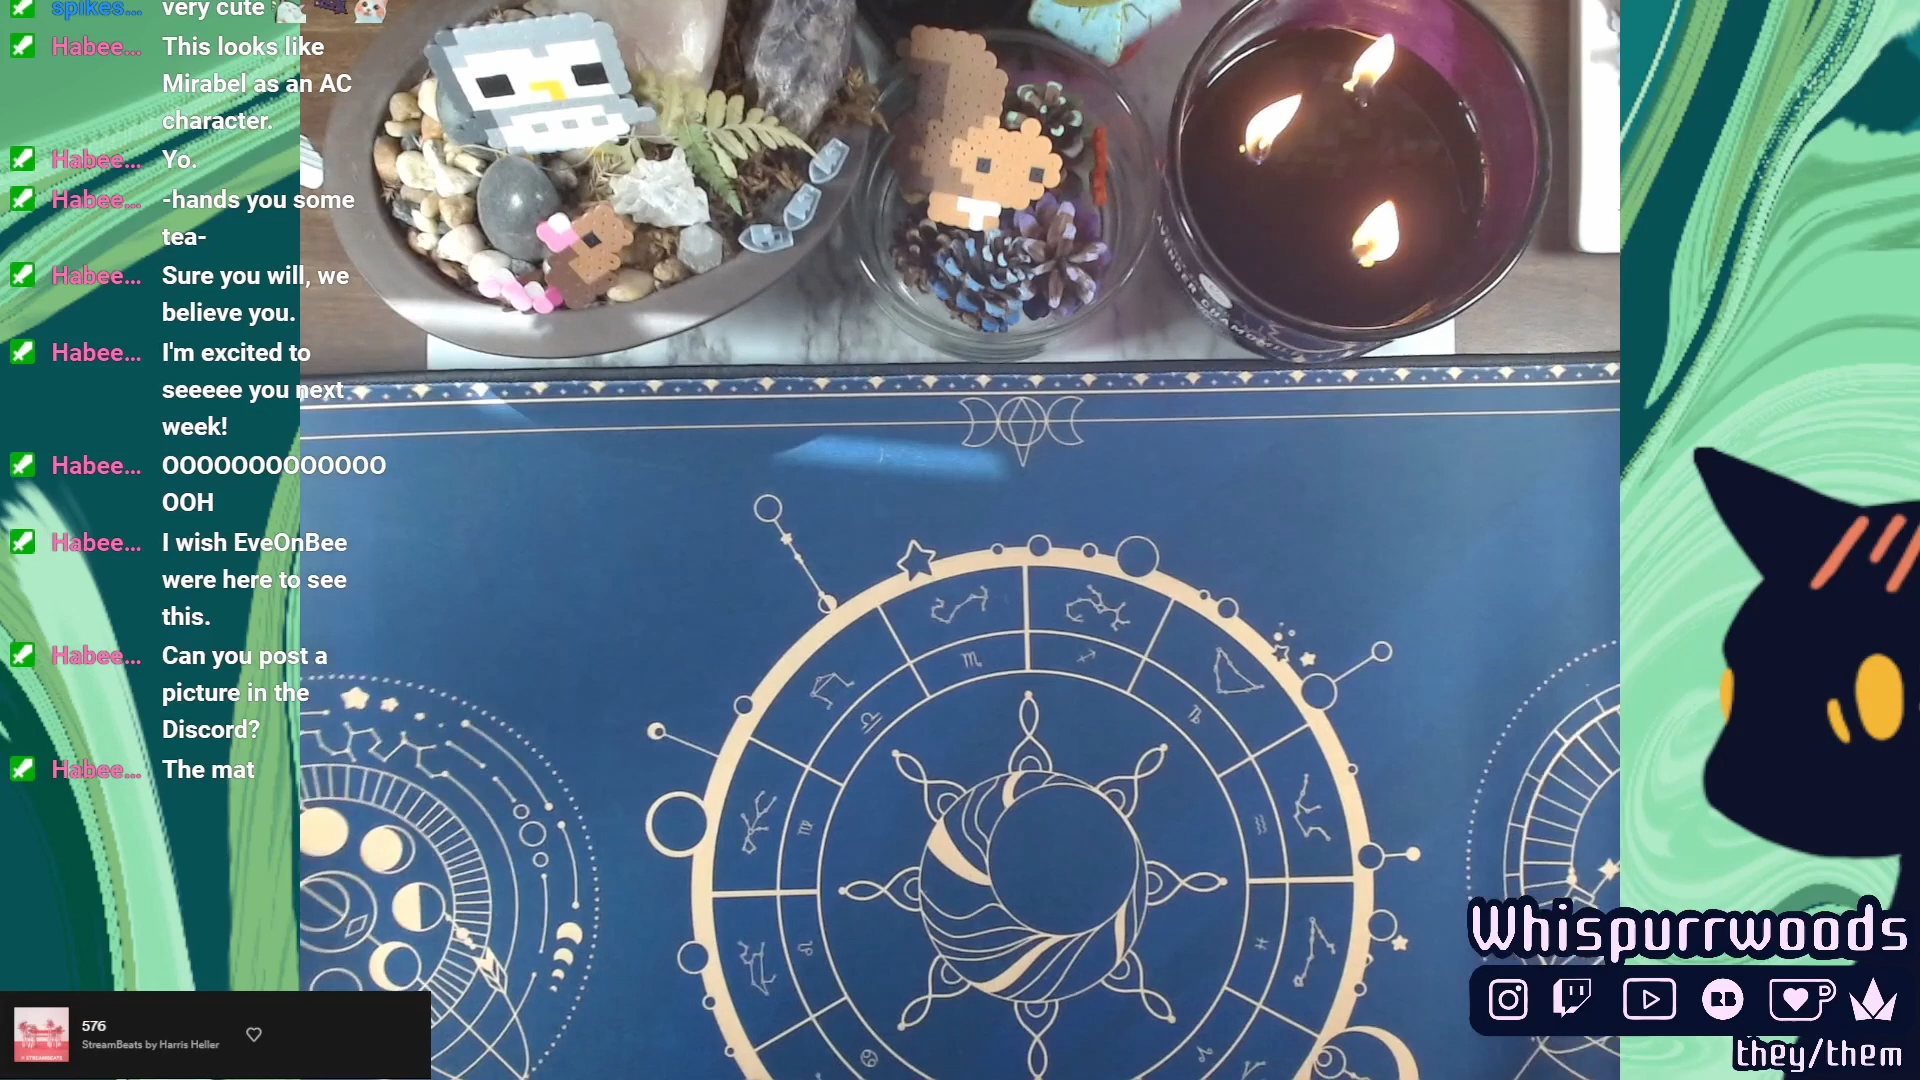 spikes... very cute
Habee... This looks like
Mirabel as an AC
character.
Habee... Yo.
Habee... -hands you some
tea-
Habee... Sure you will, we
believe you.
Habee... I'm excited to
seeeee you next
week!
Habee... OOOOOOOOOOOOO
OOH
Habee... I wish EveOnBee
were here to see
this.
Habee... Can you post a
picture in the
Discord?
Habee... The mat
576
StreamBeats by Harris Heller
Whispurrwoods
they/them